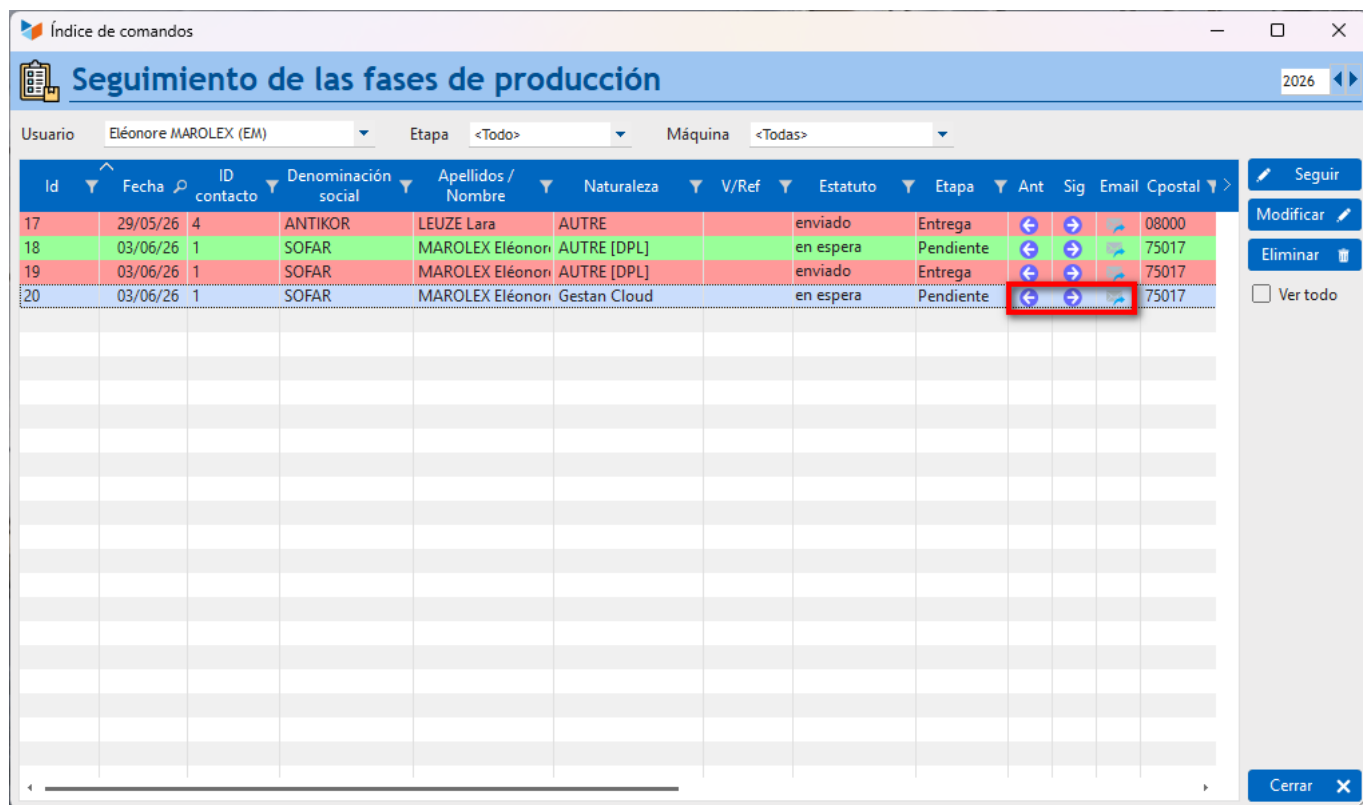 Índice de comandos
Seguimiento de las fases de producción
2026
Usuario Eléonore MAROLEX (EM) Etapa <Todo> Máquina <Todas>
Id Fecha ID contacto Denominación social Apellidos / Nombre Naturaleza V/Ref Estatuto Etapa Ant Sig Email Cpostal
17 29/05/26 4 ANTIKOR LEUZE Lara AUTRE enviado Entrega 08000
18 03/06/26 1 SOFAR MAROLEX Eléonor AUTRE [DPL] en espera Pendiente 75017
19 03/06/26 1 SOFAR MAROLEX Eléonor AUTRE [DPL] enviado Entrega 75017
20 03/06/26 1 SOFAR MAROLEX Eléonor Gestan Cloud en espera Pendiente 75017
Seguir
Modificar
Eliminar
Ver todo
Cerrar